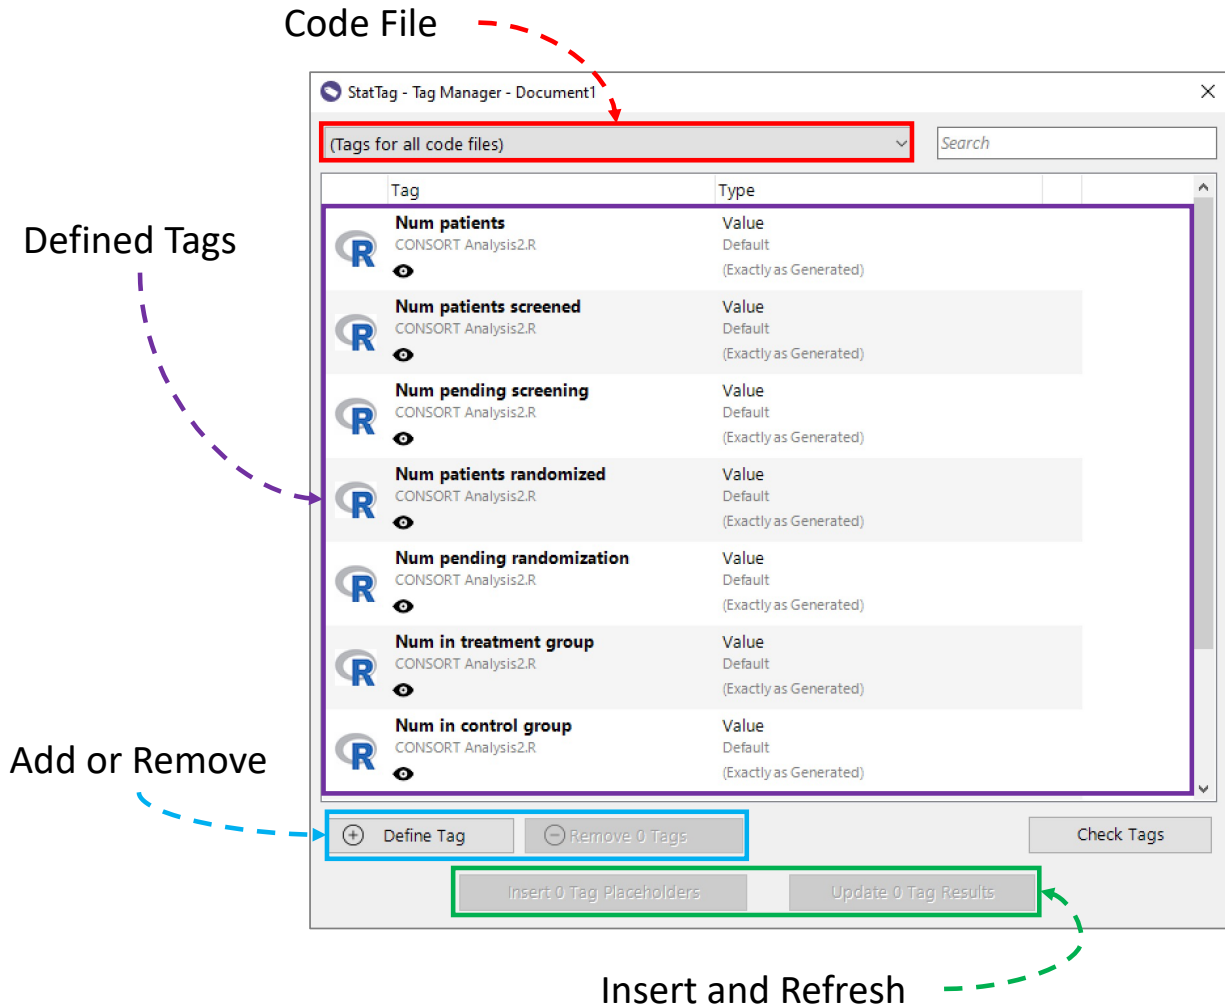 Code File
StatTag - Tag Manager - Document1
(Tags for all code files)
Search
Tag Type
Defined Tags
Num patients Value
CONSORT Analysis2.R Default
(Exactly as Generated)
R
Num patients screened Value
CONSORT Analysis2.R Default
(Exactly as Generated)
R
Num pending screening Value
CONSORT Analysis2.R Default
(Exactly as Generated)
R
Num patients randomized Value
CONSORT Analysis2.R Default
(Exactly as Generated)
R
Num pending randomization Value
CONSORT Analysis2.R Default
(Exactly as Generated)
R
Num in treatment group Value
CONSORT Analysis2.R Default
(Exactly as Generated)
R
Num in control group Value
CONSORT Analysis2.R Default
(Exactly as Generated)
R
Add or Remove
Define Tag Remove 0 Tags Check Tags
Insert 0 Tag Placeholders Update 0 Tag Results
Insert and Refresh